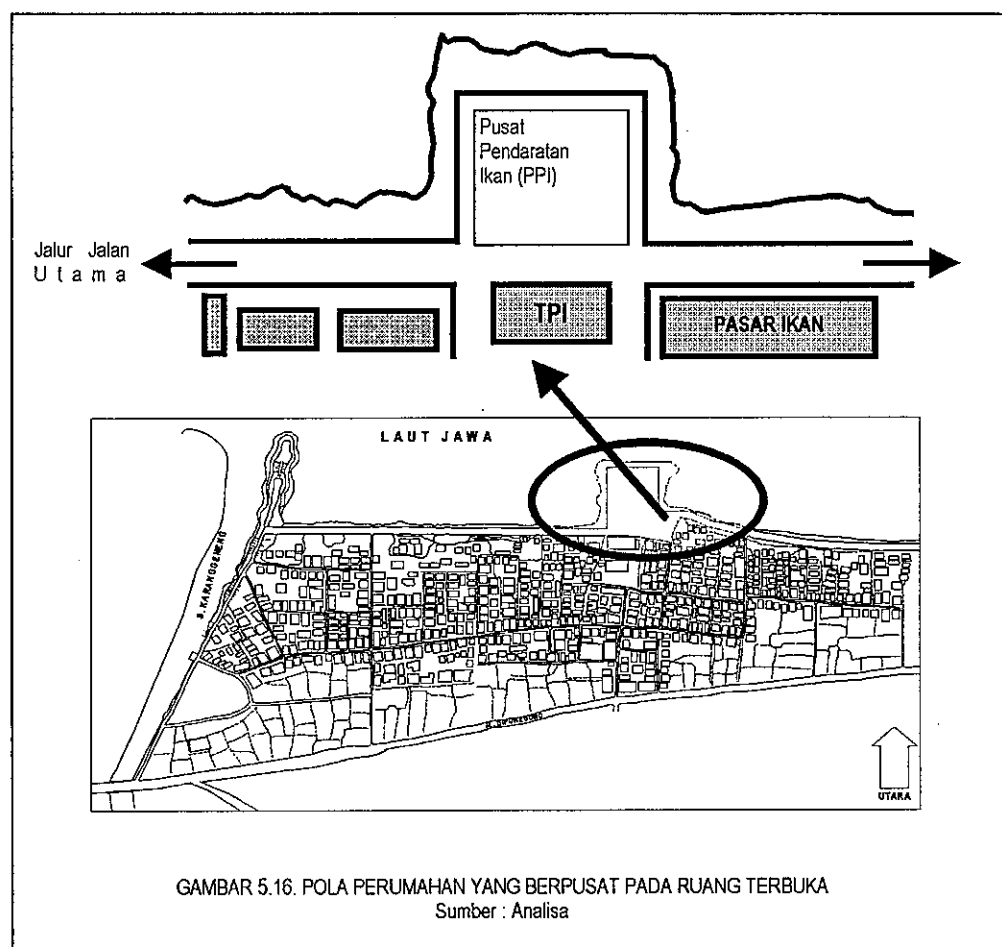 Pusat
Pendaratan
Ikan (PPI)
Jalur Jalan
Utama
TPI
PASAR IKAN
LAUT JAWA
S. KARANGGENENG
UTARA
GAMBAR 5.16. POLA PERUMAHAN YANG BERPUSAT PADA RUANG TERBUKA
Sumber : Analisa